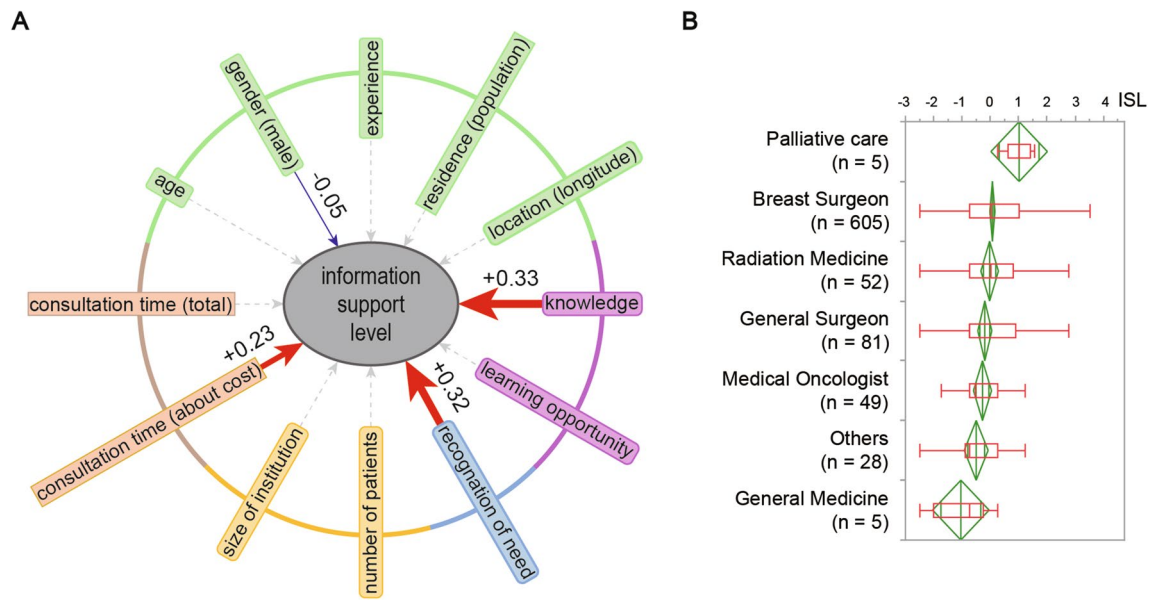 A
gender (male)
experience
residence (population)
age
location (longitude)
-0.05
information
support
level
+0.33
knowledge
consultation time (total)
+0.23
consultation time (about cost)
+0.32
learning opportunity
size of institution
number of patients
recognation of need
B
-3 -2 -1 0 1 2 3 4 ISL
Palliative care
(n = 5)
Breast Surgeon
(n = 605)
Radiation Medicine
(n = 52)
General Surgeon
(n = 81)
Medical Oncologist
(n = 49)
Others
(n = 28)
General Medicine
(n = 5)